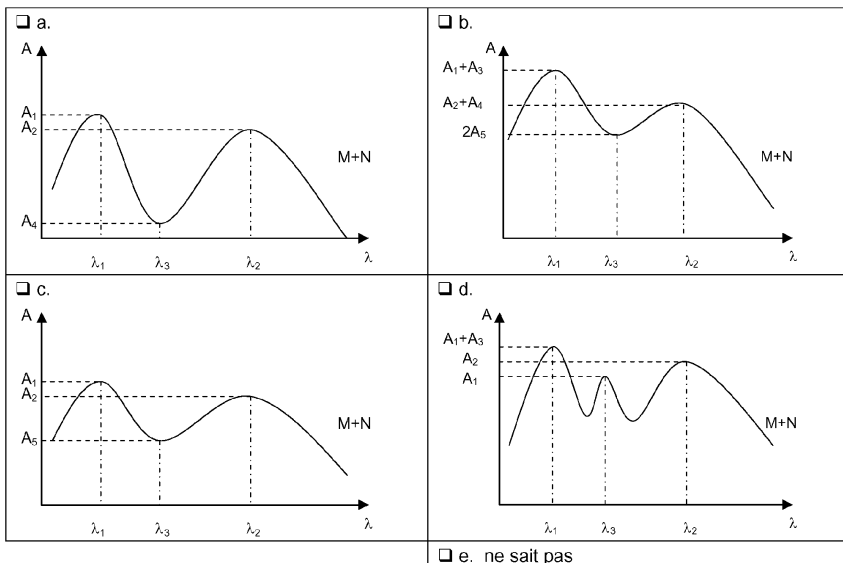 ❑ a.
A
A₁
A₂
A₄
M+N
λ₁
λ₃
λ₂
λ
❑ b.
A
A₁+A₃
A₂+A₄
2A₅
M+N
λ₁
λ₃
λ₂
λ
❑ c.
A
A₁
A₂
A₅
M+N
λ₁
λ₃
λ₂
λ
❑ d.
A
A₁+A₃
A₂
A₁
M+N
λ₁
λ₃
λ₂
λ
❑ e. ne sait pas